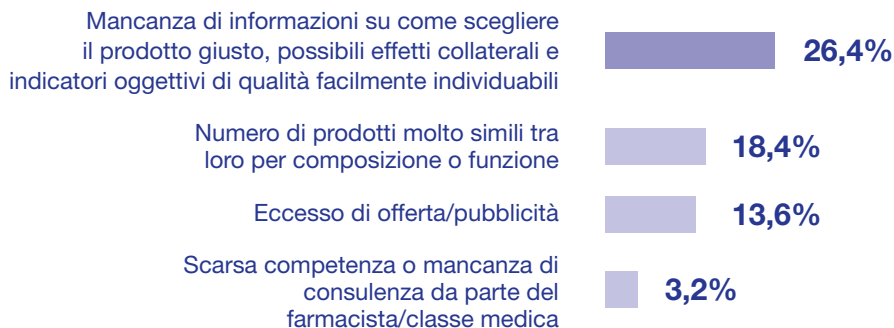 Mancanza di informazioni su come scegliere
il prodotto giusto, possibili effetti collaterali e
indicatori oggettivi di qualità facilmente individuabili
26,4%
Numero di prodotti molto simili tra
loro per composizione o funzione
18,4%
Eccesso di offerta/pubblicità
13,6%
Scarsa competenza o mancanza di
consulenza da parte del
farmacista/classe medica
3,2%